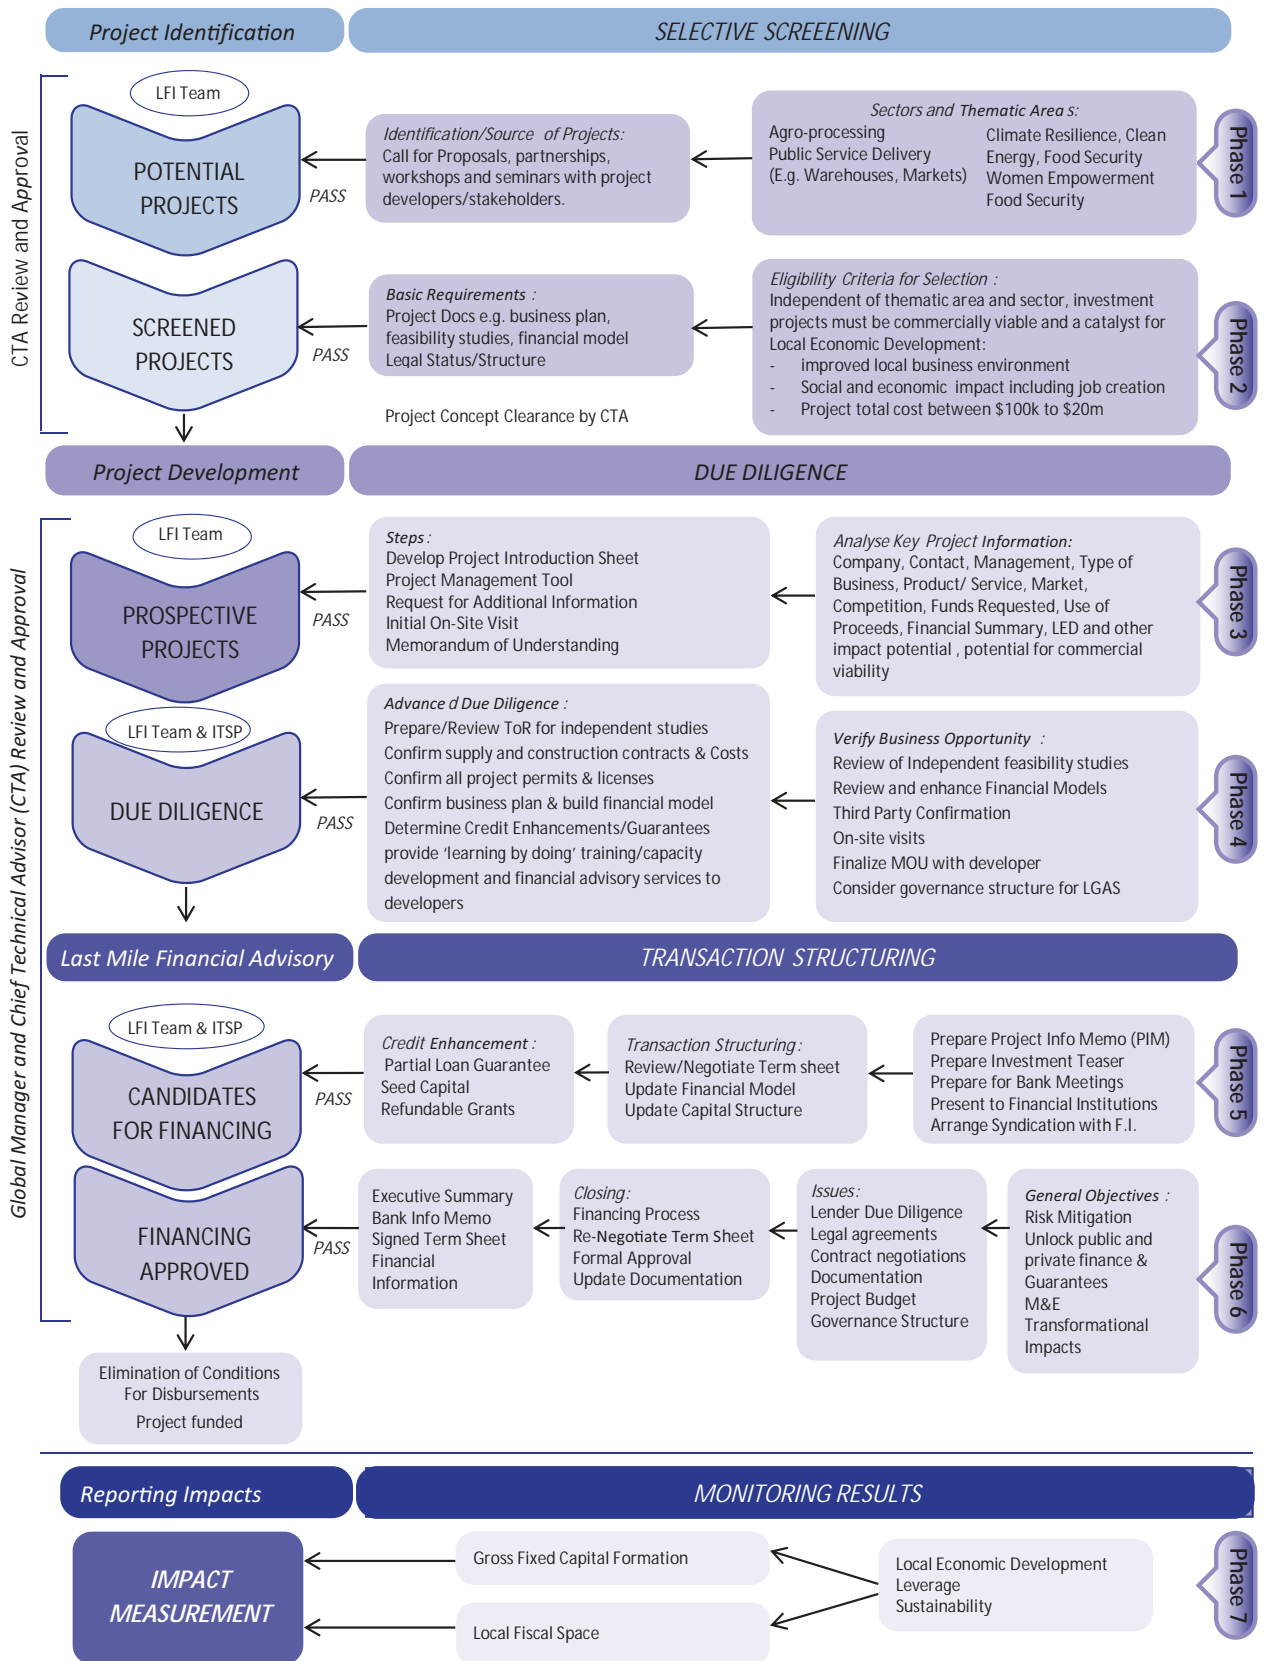 Project Identification
SELECTIVE SCREEENING
CTA Review and Approval
LFI Team
POTENTIAL
PROJECTS
PASS
Identification/Source of Projects:
Call for Proposals, partnerships,
workshops and seminars with project
developers/stakeholders.
Sectors and Thematic Area s:
Agro-processing
Public Service Delivery
(E.g. Warehouses, Markets)
Climate Resilience, Clean
Energy, Food Security
Women Empowerment
Food Security
Phase 1
SCREENED
PROJECTS
PASS
Basic Requirements :
Project Docs e.g. business plan,
feasibility studies, financial model
Legal Status/Structure
Project Concept Clearance by CTA
Eligibility Criteria for Selection :
Independent of thematic area and sector, investment
projects must be commercially viable and a catalyst for
Local Economic Development:
- improved local business environment
- Social and economic impact including job creation
- Project total cost between $100k to $20m
Phase 2
Project Development
DUE DILIGENCE
Global Manager and Chief Technical Advisor (CTA) Review and Approval
LFI Team
PROSPECTIVE
PROJECTS
PASS
Steps :
Develop Project Introduction Sheet
Project Management Tool
Request for Additional Information
Initial On-Site Visit
Memorandum of Understanding
Analyse Key Project Information:
Company, Contact, Management, Type of
Business, Product/ Service, Market,
Competition, Funds Requested, Use of
Proceeds, Financial Summary, LED and other
impact potential , potential for commercial
viability
Phase 3
LFI Team & ITSP
DUE DILIGENCE
PASS
Advance d Due Diligence :
Prepare/Review ToR for independent studies
Confirm supply and construction contracts & Costs
Confirm all project permits & licenses
Confirm business plan & build financial model
Determine Credit Enhancements/Guarantees
provide ‘learning by doing’ training/capacity
development and financial advisory services to
developers
Verify Business Opportunity :
Review of Independent feasibility studies
Review and enhance Financial Models
Third Party Confirmation
On-site visits
Finalize MOU with developer
Consider governance structure for LGAS
Phase 4
Last Mile Financial Advisory
TRANSACTION STRUCTURING
LFI Team & ITSP
CANDIDATES
FOR FINANCING
PASS
Credit Enhancement :
Partial Loan Guarantee
Seed Capital
Refundable Grants
Transaction Structuring :
Review/Negotiate Term sheet
Update Financial Model
Update Capital Structure
Prepare Project Info Memo (PIM)
Prepare Investment Teaser
Prepare for Bank Meetings
Present to Financial Institutions
Arrange Syndication with F.I.
Phase 5
FINANCING
APPROVED
PASS
Executive Summary
Bank Info Memo
Signed Term Sheet
Financial
Information
Closing:
Financing Process
Re-Negotiate Term Sheet
Formal Approval
Update Documentation
Issues:
Lender Due Diligence
Legal agreements
Contract negotiations
Documentation
Project Budget
Governance Structure
General Objectives :
Risk Mitigation
Unlock public and
private finance &
Guarantees
M&E
Transformational
Impacts
Phase 6
Elimination of Conditions
For Disbursements
Project funded
Reporting Impacts
MONITORING RESULTS
IMPACT
MEASUREMENT
Gross Fixed Capital Formation
Local Fiscal Space
Local Economic Development
Leverage
Sustainability
Phase 7